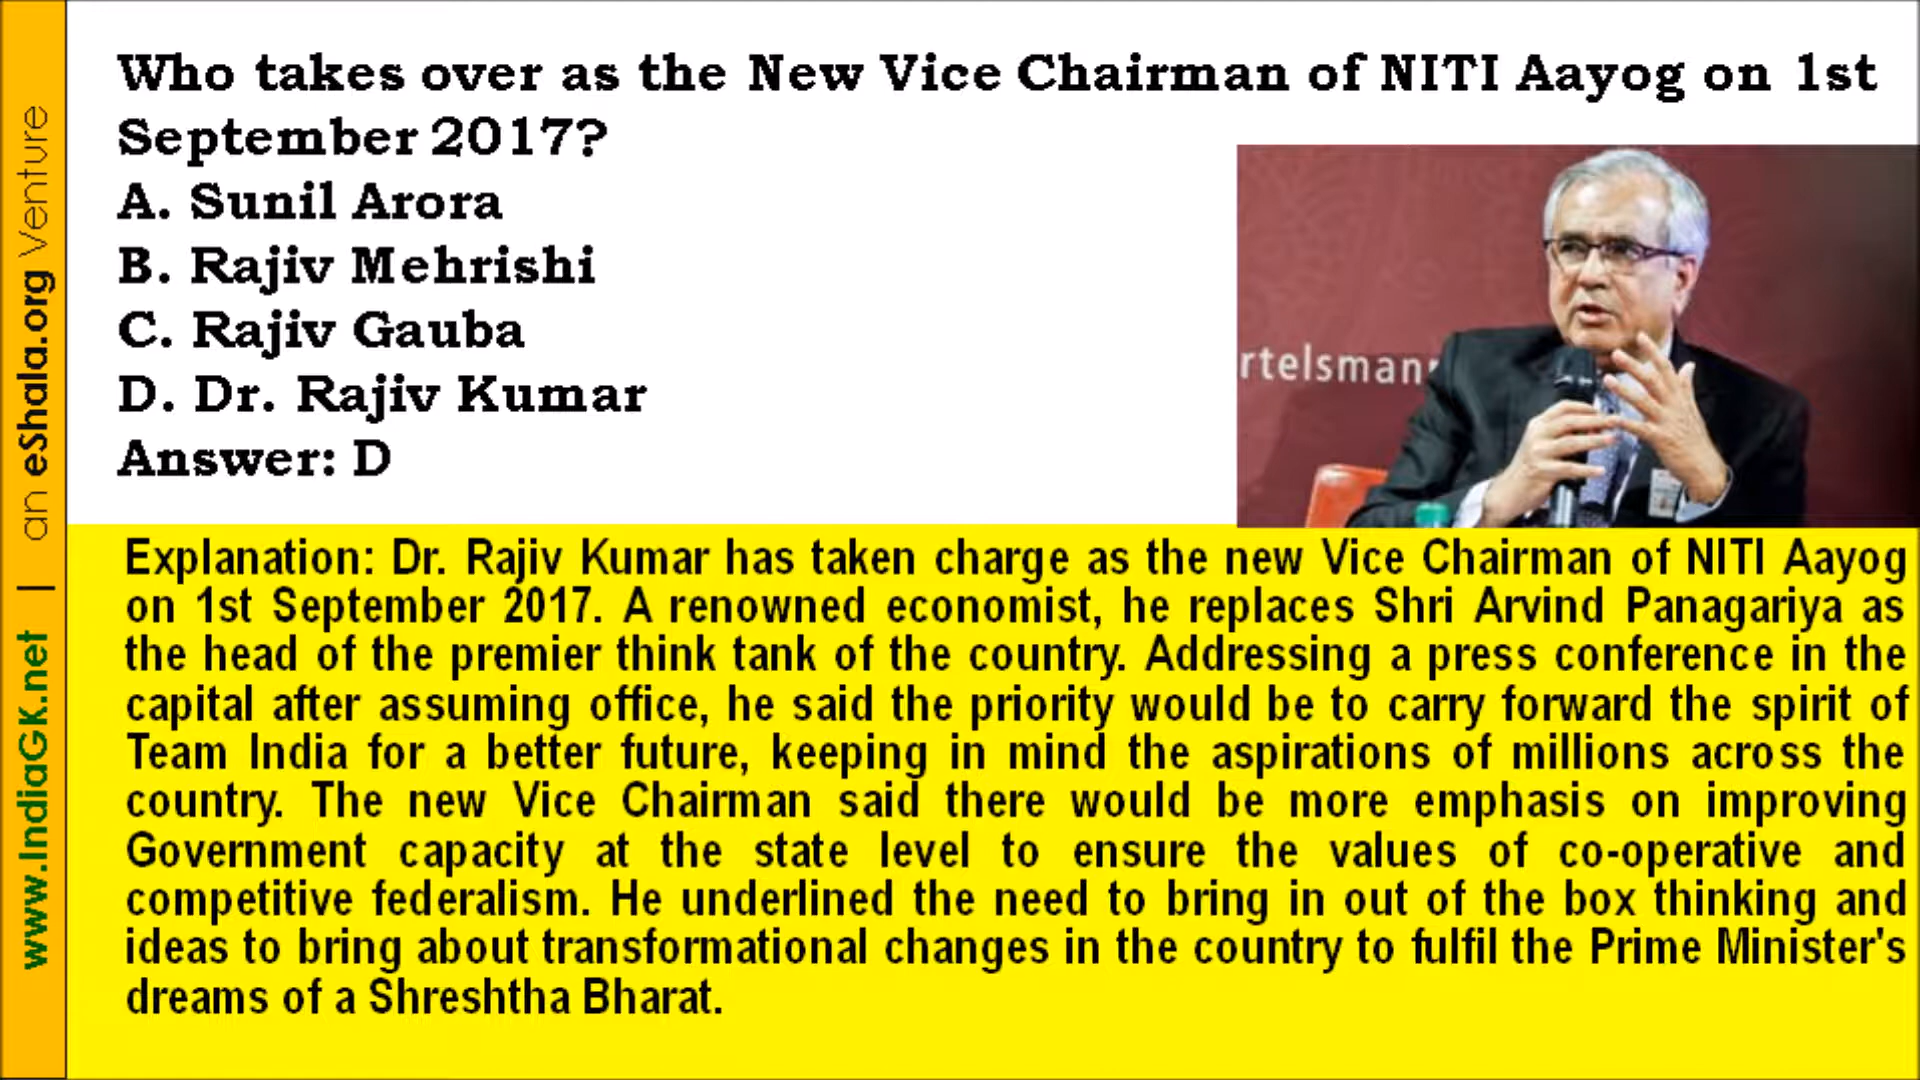 Who takes over as the New Vice Chairman of NITI Aayog on 1st
September 2017?
A. Sunil Arora
B. Rajiv Mehrishi
C. Rajiv Gauba
D. Dr. Rajiv Kumar
Answer: D
rtelsmann
Explanation: Dr. Rajiv Kumar has taken charge as the new Vice Chairman of NITI Aayog
on 1st September 2017. A renowned economist, he replaces Shri Arvind Panagariya as
the head of the premier think tank of the country. Addressing a press conference in the
capital after assuming office, he said the priority would be to carry forward the spirit of
Team India for a better future, keeping in mind the aspirations of millions across the
country. The new Vice Chairman said there would be more emphasis on improving
Government capacity at the state level to ensure the values of co-operative and
competitive federalism. He underlined the need to bring in out of the box thinking and
ideas to bring about transformational changes in the country to fulfil the Prime Minister's
dreams of a Shreshtha Bharat.
www.IndiaGK.net | an eShala.org Venture